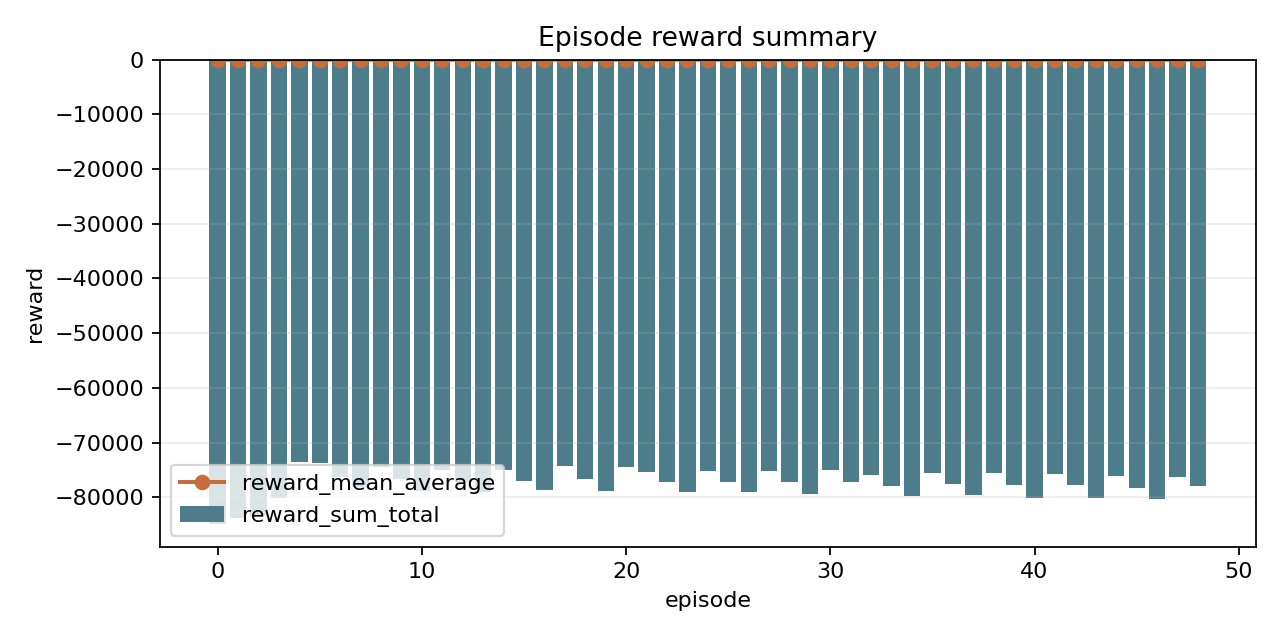 Episode reward summary
0
−10000
−20000
−30000
−40000
−50000
−60000
−70000
−80000
reward
reward_mean_average
reward_sum_total
0 10 20 30 40 50
episode